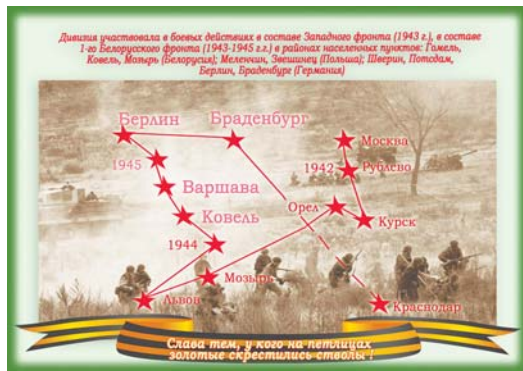 Дивизия участвовала в боевых действиях в составе Западного фронта (1943 г.), в составе
1-го Белорусского фронта (1943-1945 г.г.) в районах населенных пунктов: Гомель,
Ковель, Мозырь (Белорусия); Меленчин, Звешинец (Польша); Шверин, Потсдам,
Берлин, Браденбург (Германия)
Берлин
Браденбург
Москва
1945
1942
Рублево
Варшава
Орел
Ковель
Курск
1944
Мозырь
Львов
Краснодар
Слава тем, у кого на петлицах
золотые скрестились стволы !